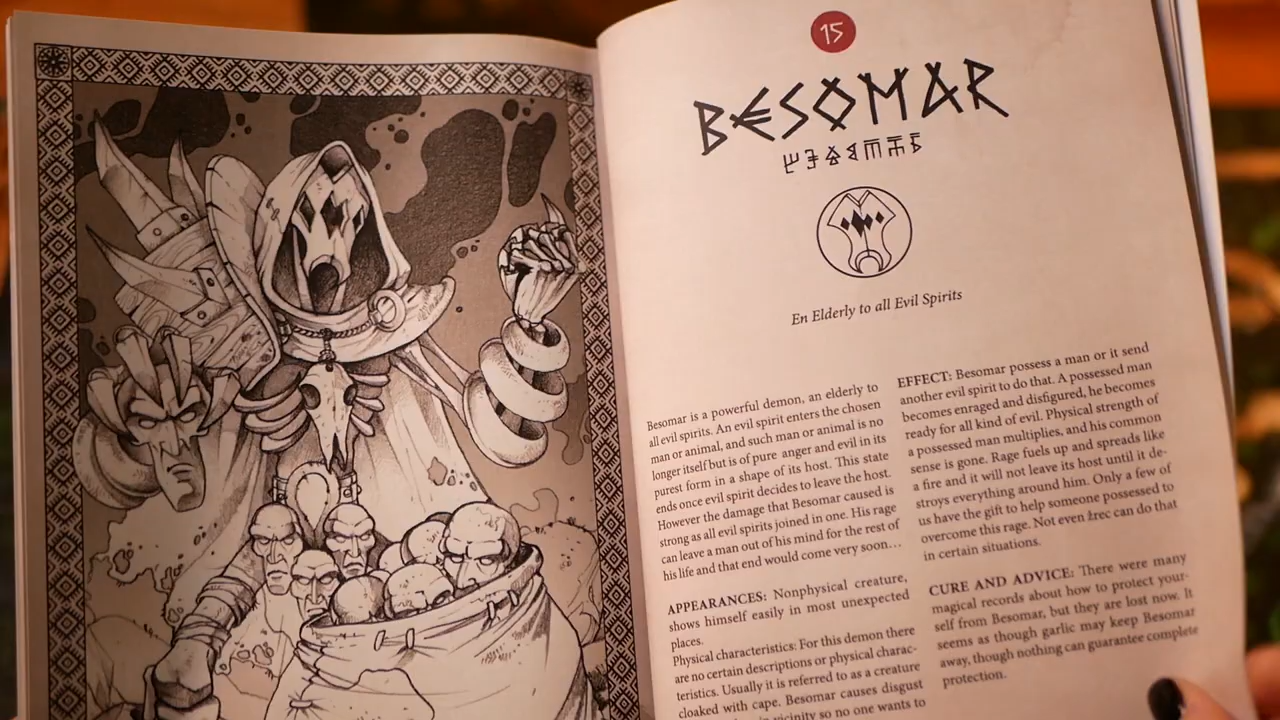 15
BESOMAR
En Elderly to all Evil Spirits
Besomar is a powerful demon, an elderly to
all evil spirits. An evil spirit enters the chosen
man or animal, and such man or animal is no
longer itself but is of pure anger and evil in its
purest form in a shape of its host. This state
ends once evil spirit decides to leave the host.
However the damage that Besomar caused is
strong as all evil spirits joined in one. His rage
can leave a man out of his mind for the rest of
his life and that end would come very soon…
APPEARANCES: Nonphysical creature,
shows himself easily in most unexpected
places.
Physical characteristics: For this demon there
are no certain descriptions or physical charac-
teristics. Usually it is referred to as a creature
cloaked with cape. Besomar causes disgust
vicinity so no one wants to
EFFECT: Besomar possess a man or it send
another evil spirit to do that. A possessed man
becomes enraged and disfigured, he becomes
ready for all kind of evil. Physical strength of
a possessed man multiplies, and his common
sense is gone. Rage fuels up and spreads like
a fire and it will not leave its host until it de-
stroys everything around him. Only a few of
us have the gift to help someone possessed to
overcome this rage. Not even žrec can do that
in certain situations.
CURE AND ADVICE: There were many
magical records about how to protect your-
self from Besomar, but they are lost now. It
seems as though garlic may keep Besomar
away, though nothing can guarantee complete
protection.